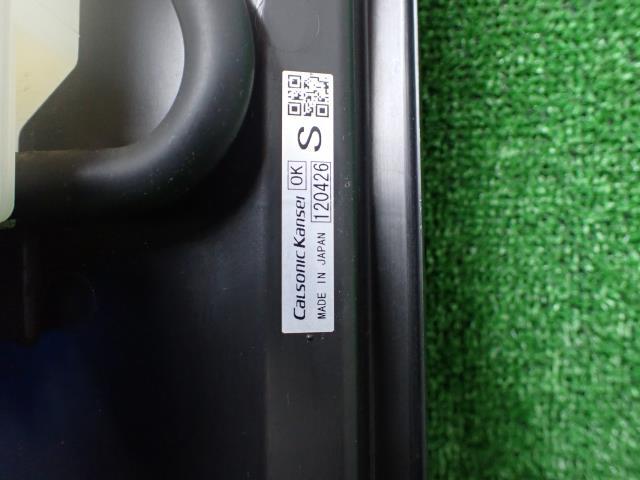 Calsonic Kansei OK S
MADE IN JAPAN 120426